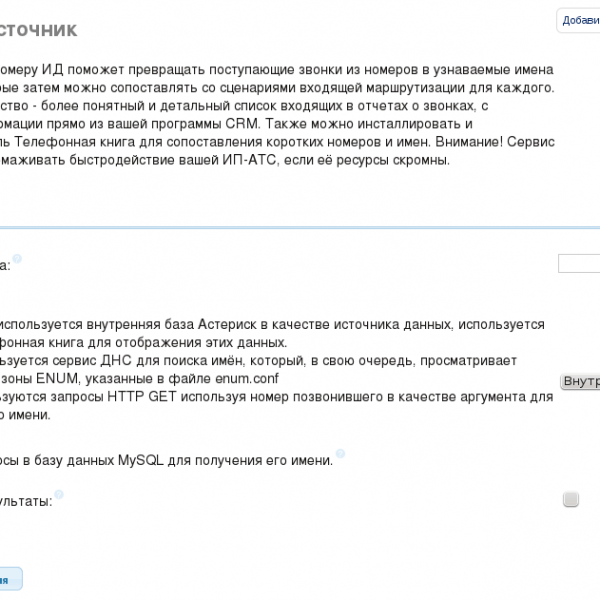 сточник
Добави
омеру ИД поможет превращать поступающие звонки из номеров в узнаваемые имена
рые затем можно сопоставлять со сценариями входящей маршрутизации для каждого.
ство - более понятный и детальный список входящих в отчетах о звонках, с
рмации прямо из вашей программы CRM. Также можно инсталлировать и
ль Телефонная книга для сопоставления коротких номеров и имен. Внимание! Сервис
рмаживать быстродействие вашей ИП-АТС, если её ресурсы скромны.
а:
используется внутренняя база Астериск в качестве источника данных, используется
фонная книга для отображения этих данных.
ьзуется сервис ДНС для поиска имён, который, в свою очередь, просматривает
зоны ENUM, указанные в файле enum.conf
Внутр
ьзуются запросы HTTP GET используя номер позвонившего в качестве аргумента для
о имени.
осы в базу данных MySQL для получения его имени.
ультаты:
ия